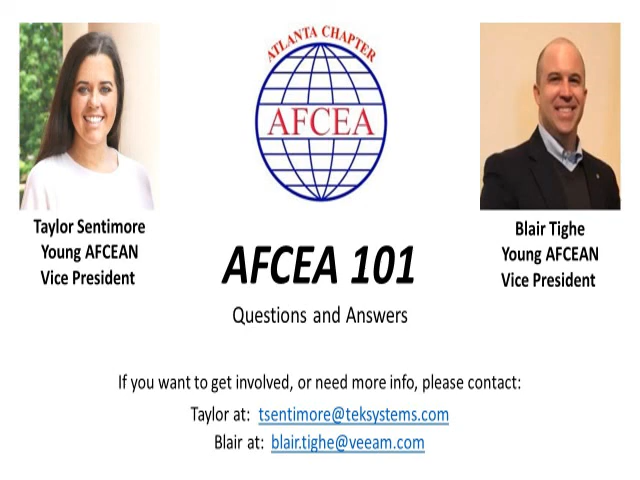 ATLANTA CHAPTER
AFCEA
Taylor Sentimore
Young AFCEAN
Vice President
Blair Tighe
Young AFCEAN
Vice President
AFCEA 101
Questions and Answers
If you want to get involved, or need more info, please contact:
Taylor at: tsentimore@teksystems.com
Blair at: blair.tighe@veeam.com